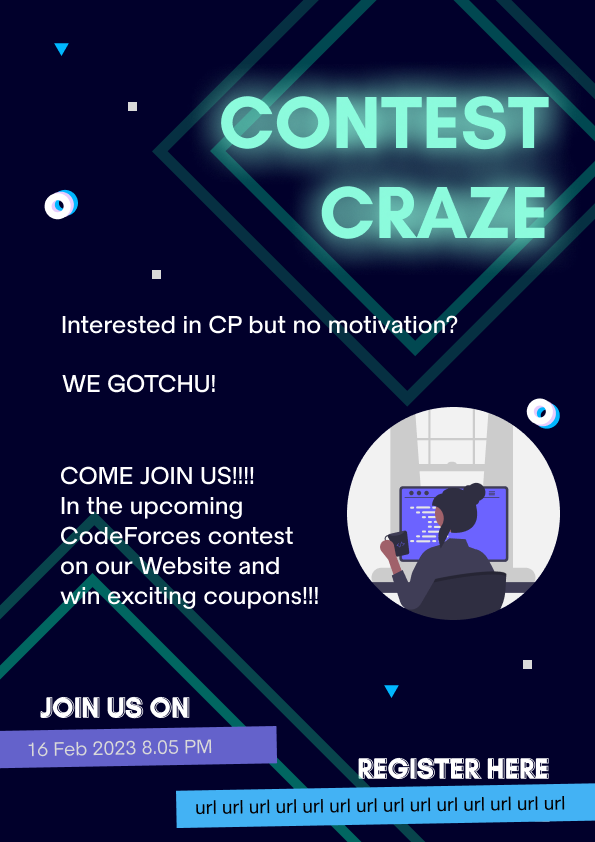 CONTEST
CRAZE
Interested in CP but no motivation?
WE GOTCHU!
COME JOIN US!!!!
In the upcoming
CodeForces contest
on our Website and
win exciting coupons!!!
JOIN US ON
16 Feb 2023 8.05 PM
REGISTER HERE
url url url url url url url url url url url url url url